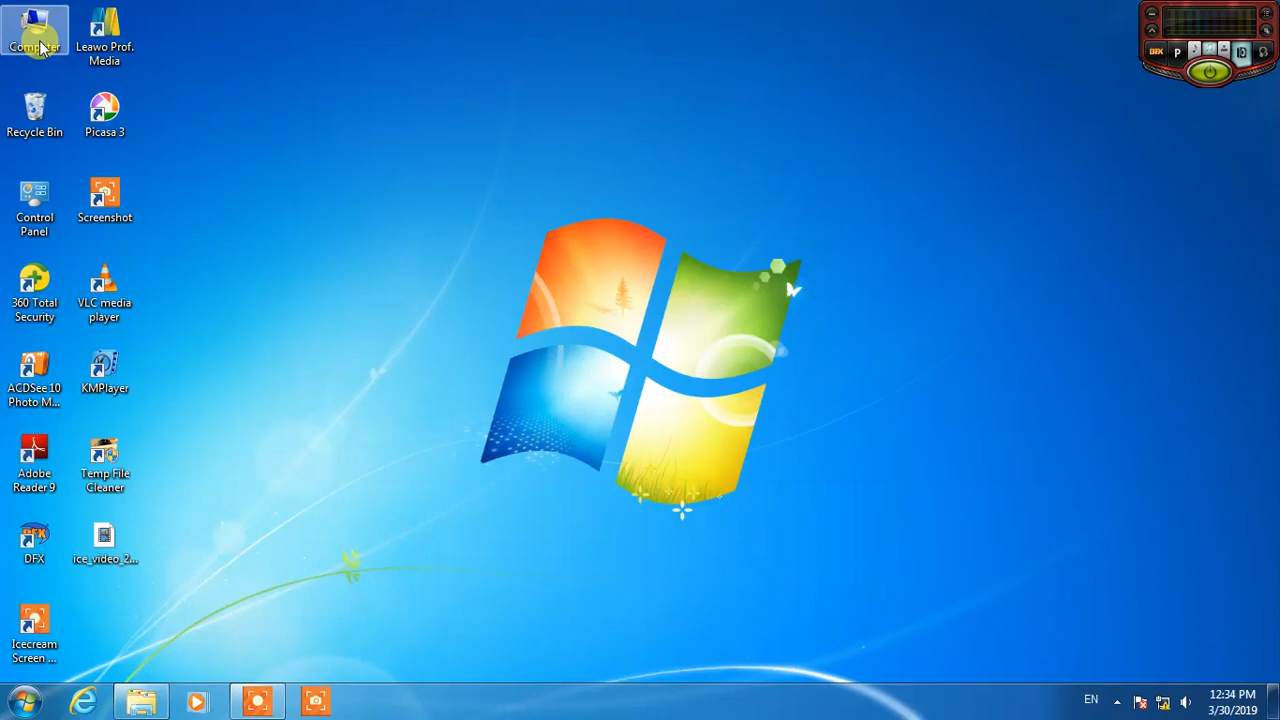 Computer
Leawo Prof.
Media
Recycle Bin
Picasa 3
Control
Panel
Screenshot
360 Total
Security
VLC media
player
ACDSee 10
Photo M...
KMPlayer
Adobe
Reader 9
Temp File
Cleaner
DFX
ice_video_2...
Icecream
Screen ...
DFX
P
EN
12:34 PM
3/30/2019